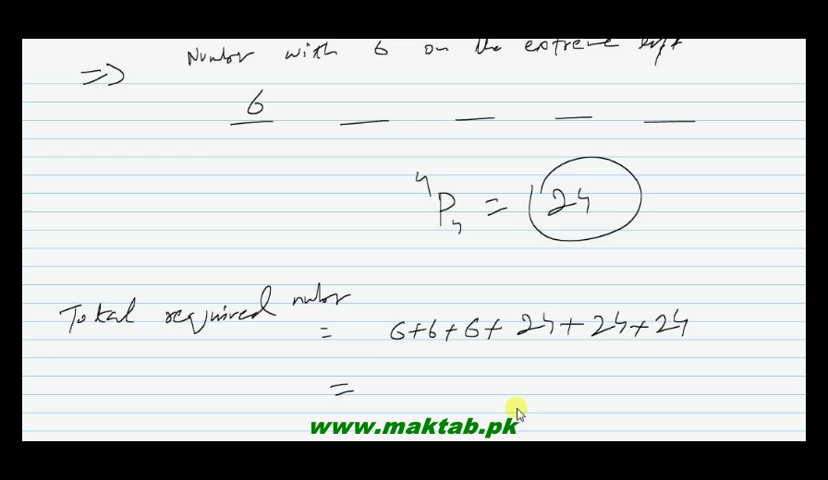 => Number with 6 on the extreme left
6
⁴P₄ = 24
Total required number
= 6+6+6+24+24+24
=
www.maktab.pk